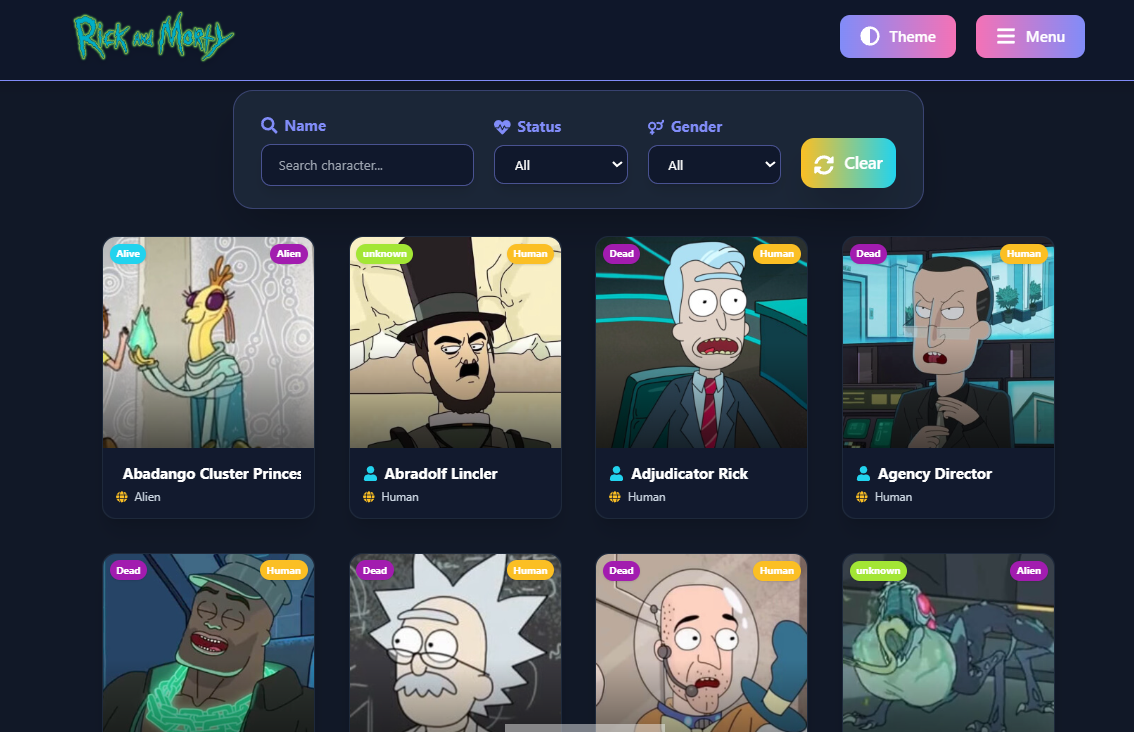 Rick and Morty
Theme
Menu
Name
Status
Gender
Search character...
All
All
Clear
Alive
Alien
unknown
Human
Dead
Human
Dead
Human
Abadango Cluster Princes
Abradolf Lincler
Adjudicator Rick
Agency Director
Alien
Human
Human
Human
Dead
Human
Dead
Human
Dead
Human
unknown
Alien